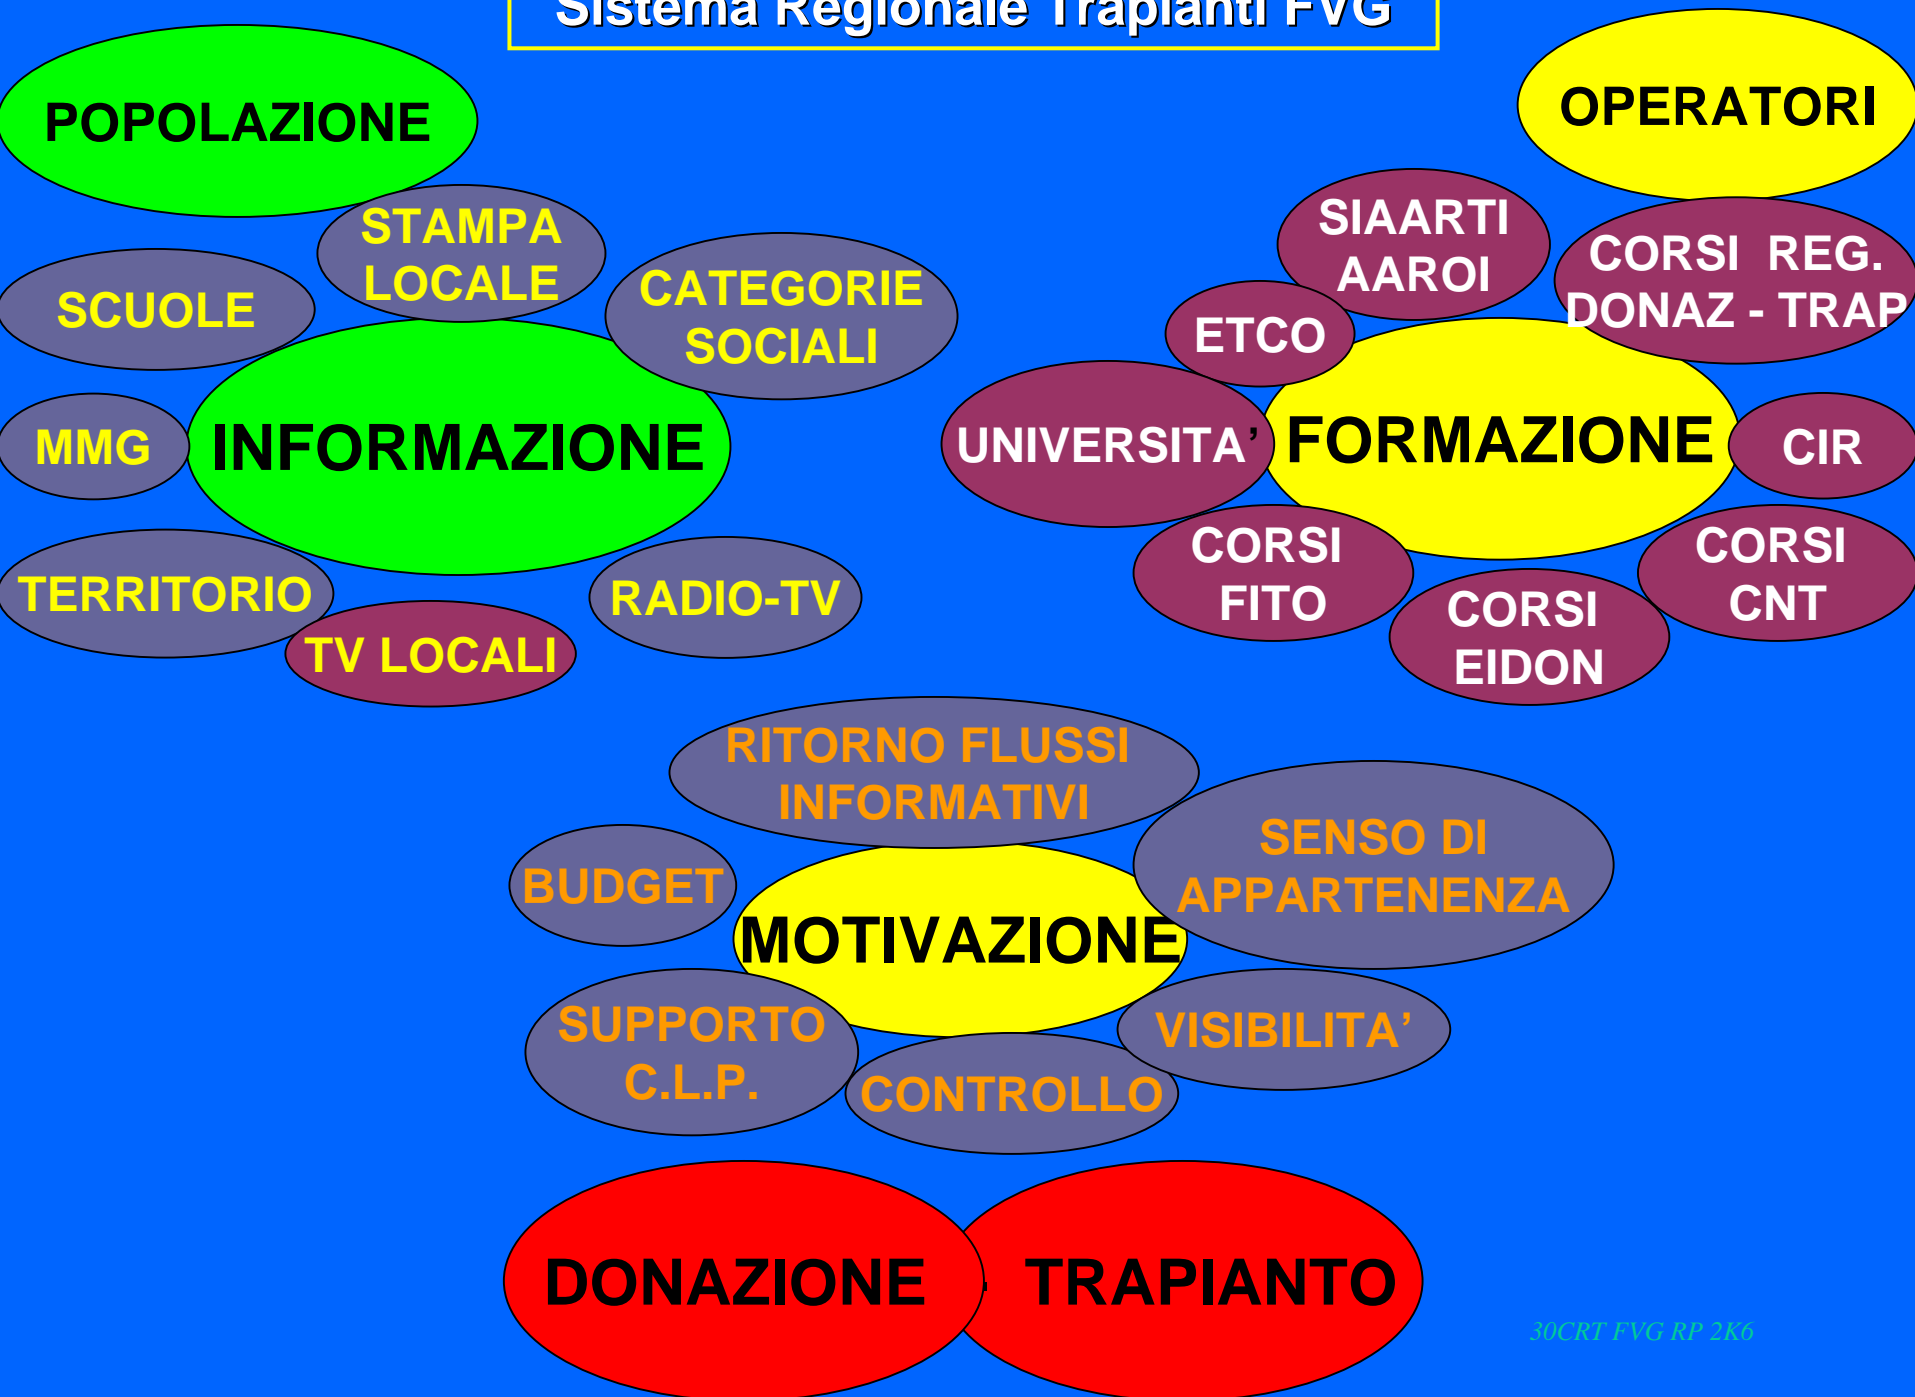 Sistema Regionale Trapianti FVG
POPOLAZIONE
STAMPA
LOCALE
SCUOLE
CATEGORIE
SOCIALI
INFORMAZIONE
MMG
TERRITORIO
TV LOCALI
RADIO-TV
OPERATORI
SIAARTI
AAROI
CORSI REG.
DONAZ - TRAP
ETCO
UNIVERSITA’
FORMAZIONE
CIR
CORSI
FITO
CORSI
EIDON
CORSI
CNT
RITORNO FLUSSI
INFORMATIVI
SENSO DI
APPARTENENZA
BUDGET
MOTIVAZIONE
SUPPORTO
C.L.P.
VISIBILITA’
CONTROLLO
DONAZIONE - TRAPIANTO
30CRT FVG RP 2K6